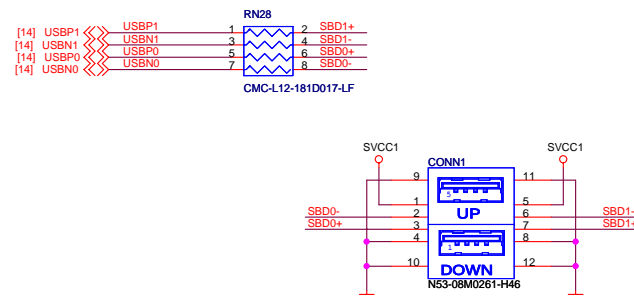 RN28
[14] USBP1 USBP1 1 2 SBD1+
[14] USBN1 USBN1 3 4 SBD1-
[14] USBP0 USBP0 5 6 SBD0+
[14] USBN0 USBN0 7 8 SBD0-
CMC-L12-181D017-LF
SVCC1 SVCC1
CONN1
9 11
5
1 5
SBD0- 2 UP 6 SBD1-
SBD0+ 3 7 SBD1+
4 1 8
10 DOWN 12
N53-08M0261-H46